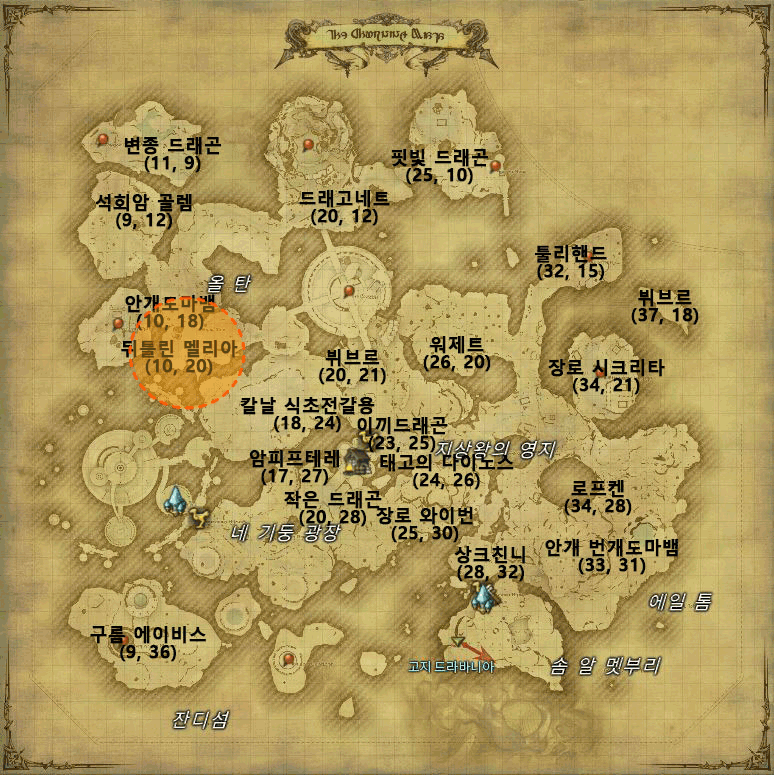 The Churning Mists
변종 드래곤
(11, 9)
핏빛 드래곤
(25, 10)
석회암 골렘
(9, 12)
드래고네트
(20, 12)
툴리핸드
(32, 15)
올 탄
안개도마뱀
(10, 18)
뷔브르
(37, 18)
뒤틀린 멜리아
(10, 20)
뷔브르
(20, 21)
워제트
(26, 20)
장로 시크리타
(34, 21)
칼날 식초전갈용
(18, 24)
이끼드래곤
(23, 25)
지상왕의 영지
암피프테레
(17, 27)
태고의 나이노스
(24, 26)
작은 드래곤
(20, 28)
장로 와이번
(25, 30)
로프켄
(34, 28)
네 기둥 광장
상크친니
(28, 32)
안개 번개도마뱀
(33, 31)
에일 톰
구름 에이비스
(9, 36)
고지 드라바니아
솜 알 멧부리
잔디섬